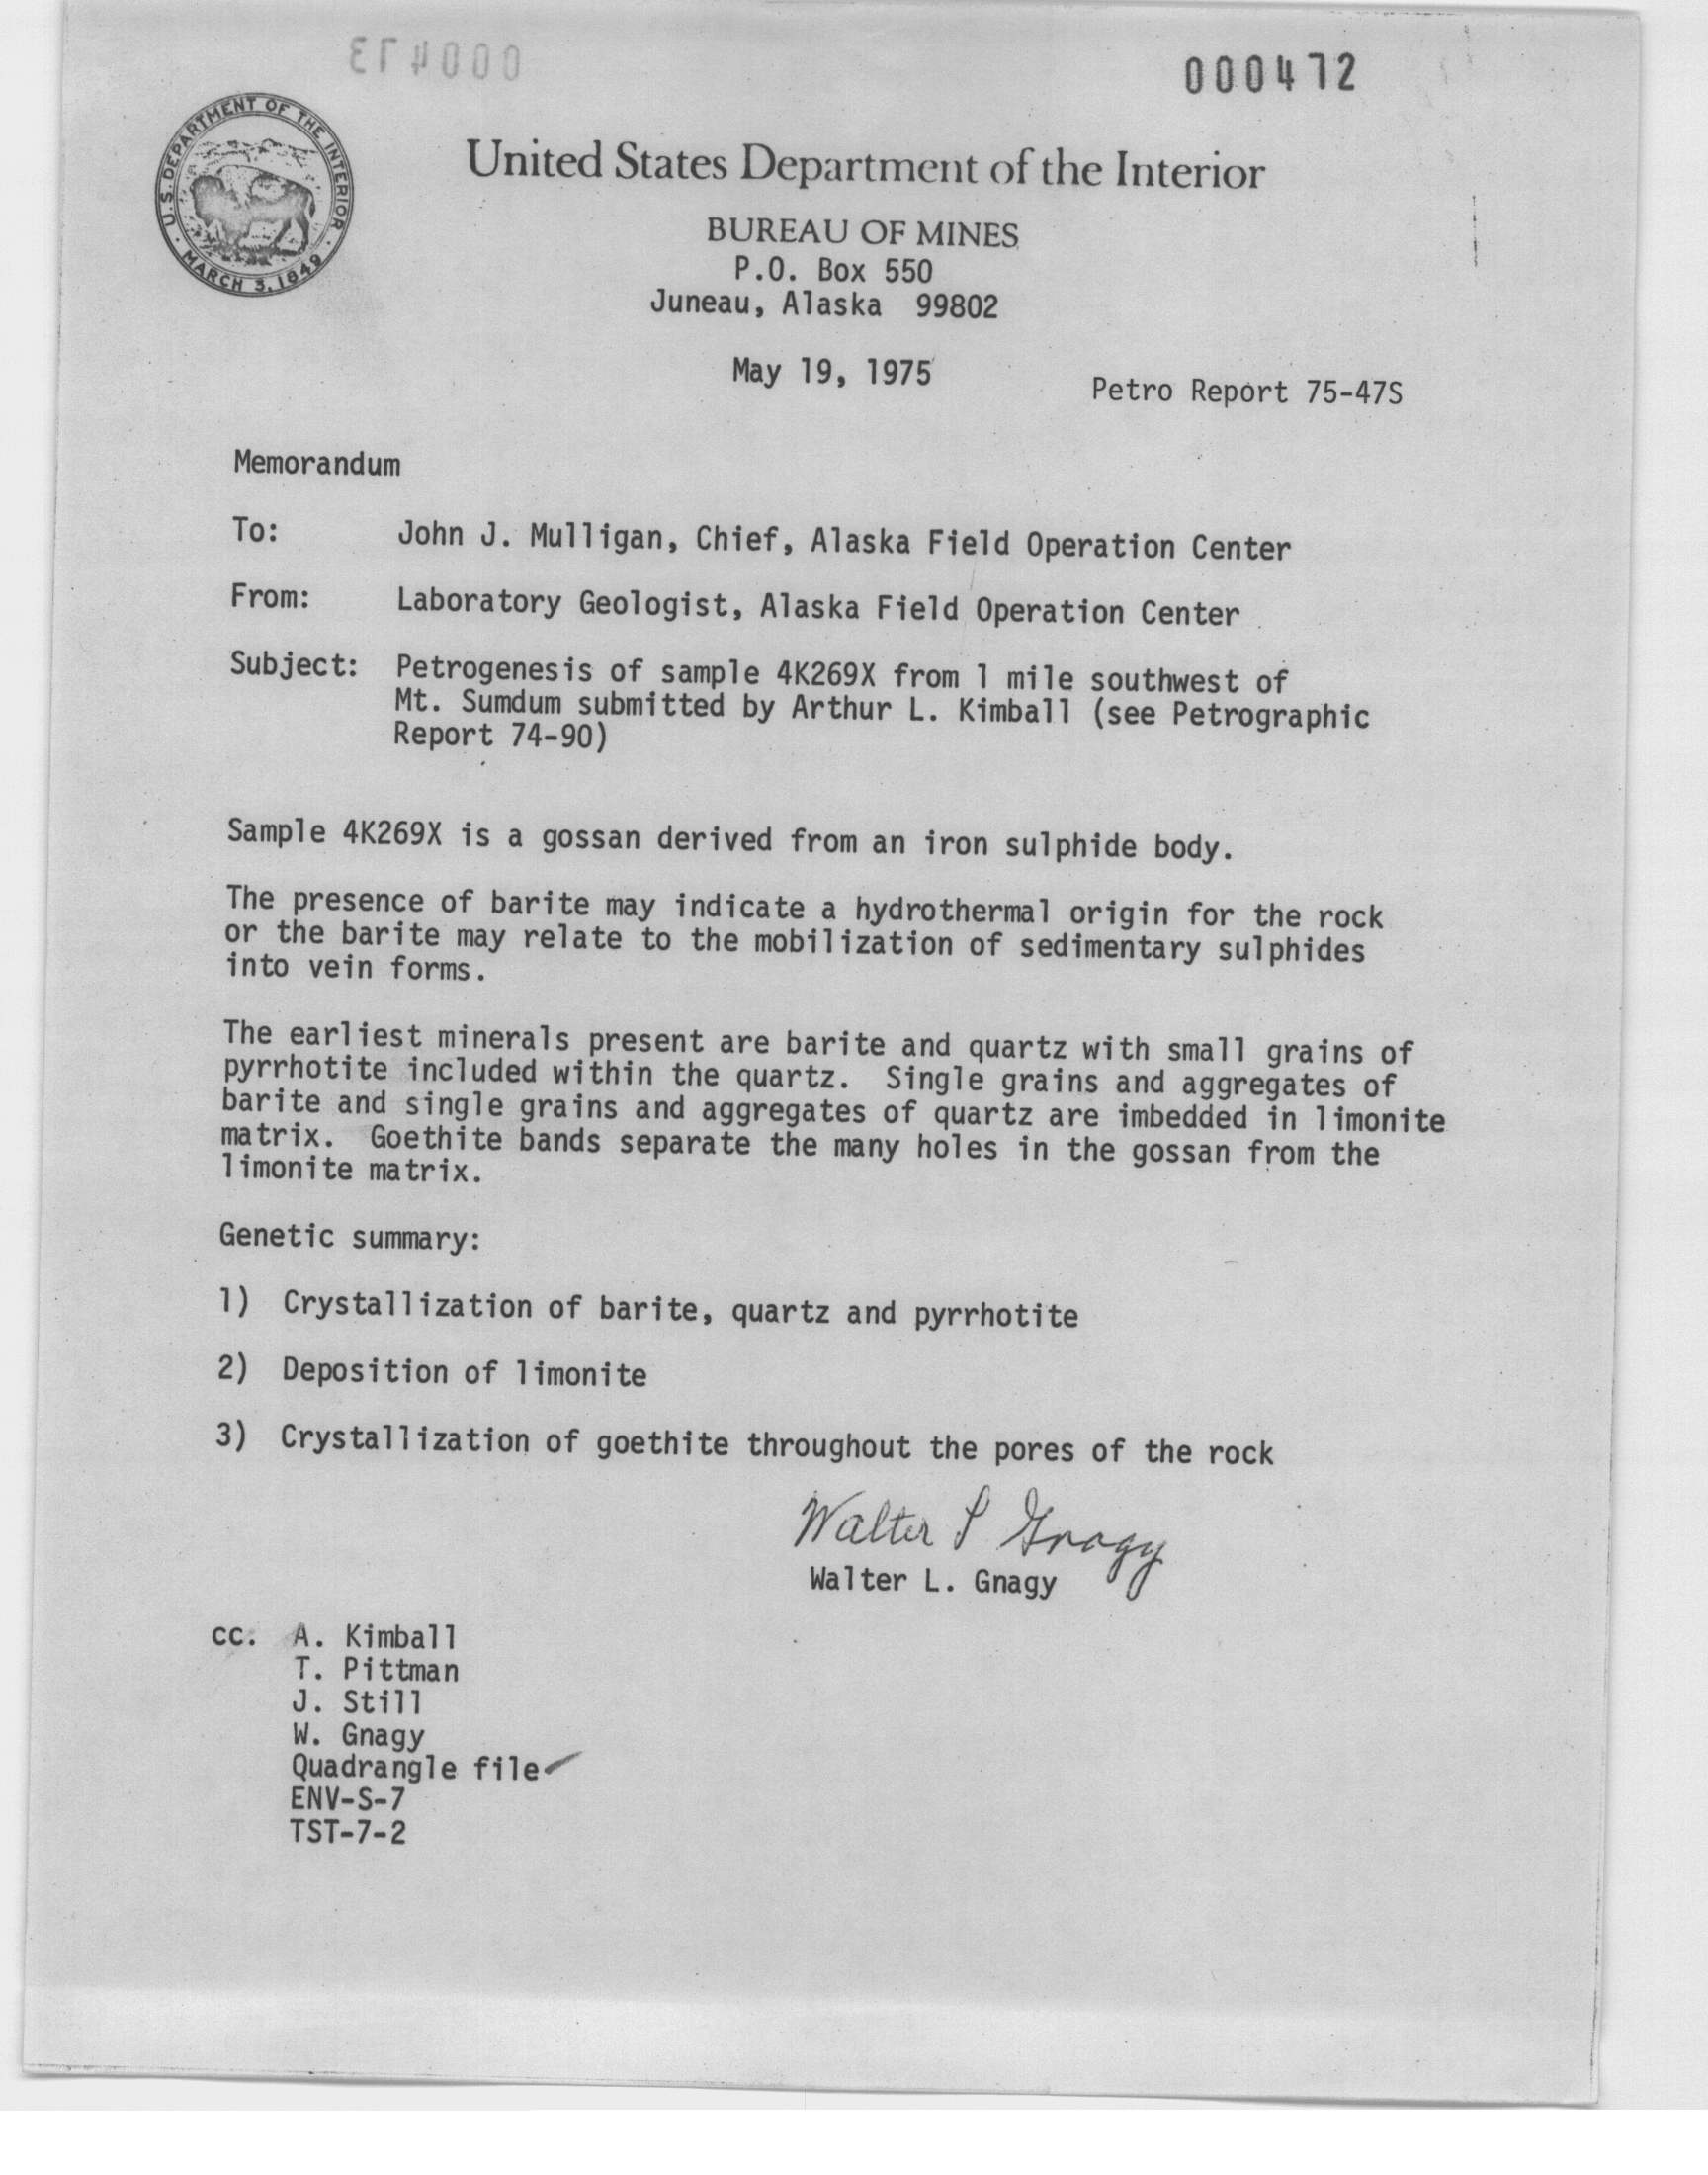 000473
000472
U.S. DEPARTMENT OF THE INTERIOR
MARCH 3, 1849
United States Department of the Interior
BUREAU OF MINES
P.O. Box 550
Juneau, Alaska 99802
May 19, 1975
Petro Report 75-47S
Memorandum
To: John J. Mulligan, Chief, Alaska Field Operation Center
From: Laboratory Geologist, Alaska Field Operation Center
Subject: Petrogenesis of sample 4K269X from 1 mile southwest of
Mt. Sumdum submitted by Arthur L. Kimball (see Petrographic
Report 74-90)
Sample 4K269X is a gossan derived from an iron sulphide body.
The presence of barite may indicate a hydrothermal origin for the rock
or the barite may relate to the mobilization of sedimentary sulphides
into vein forms.
The earliest minerals present are barite and quartz with small grains of
pyrrhotite included within the quartz. Single grains and aggregates of
barite and single grains and aggregates of quartz are imbedded in limonite
matrix. Goethite bands separate the many holes in the gossan from the
limonite matrix.
Genetic summary:
1) Crystallization of barite, quartz and pyrrhotite
2) Deposition of limonite
3) Crystallization of goethite throughout the pores of the rock
Walter L Gnagy
Walter L. Gnagy
cc. A. Kimball
T. Pittman
J. Still
W. Gnagy
Quadrangle file
ENV-S-7
TST-7-2